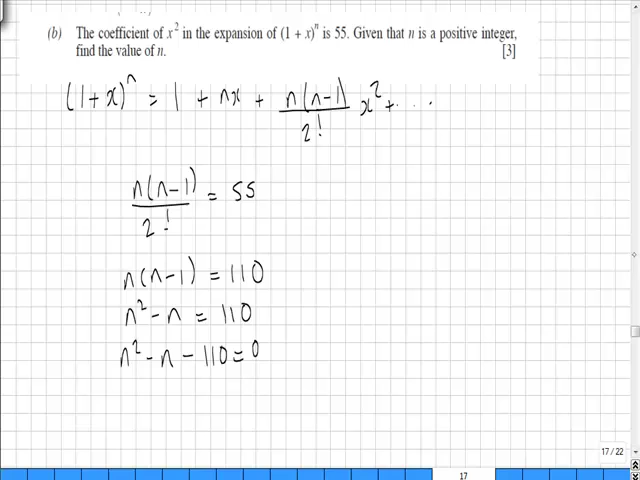 (b) The coefficient of x² in the expansion of (1 + x)ⁿ is 55. Given that n is a positive integer,
find the value of n. [3]
(1+x)ⁿ = 1 + nx + n(n-1)/2! x² + . . .
n(n-1)/2! = 55
n(n-1) = 110
n² - n = 110
n² - n - 110 = 0
17 / 22
17